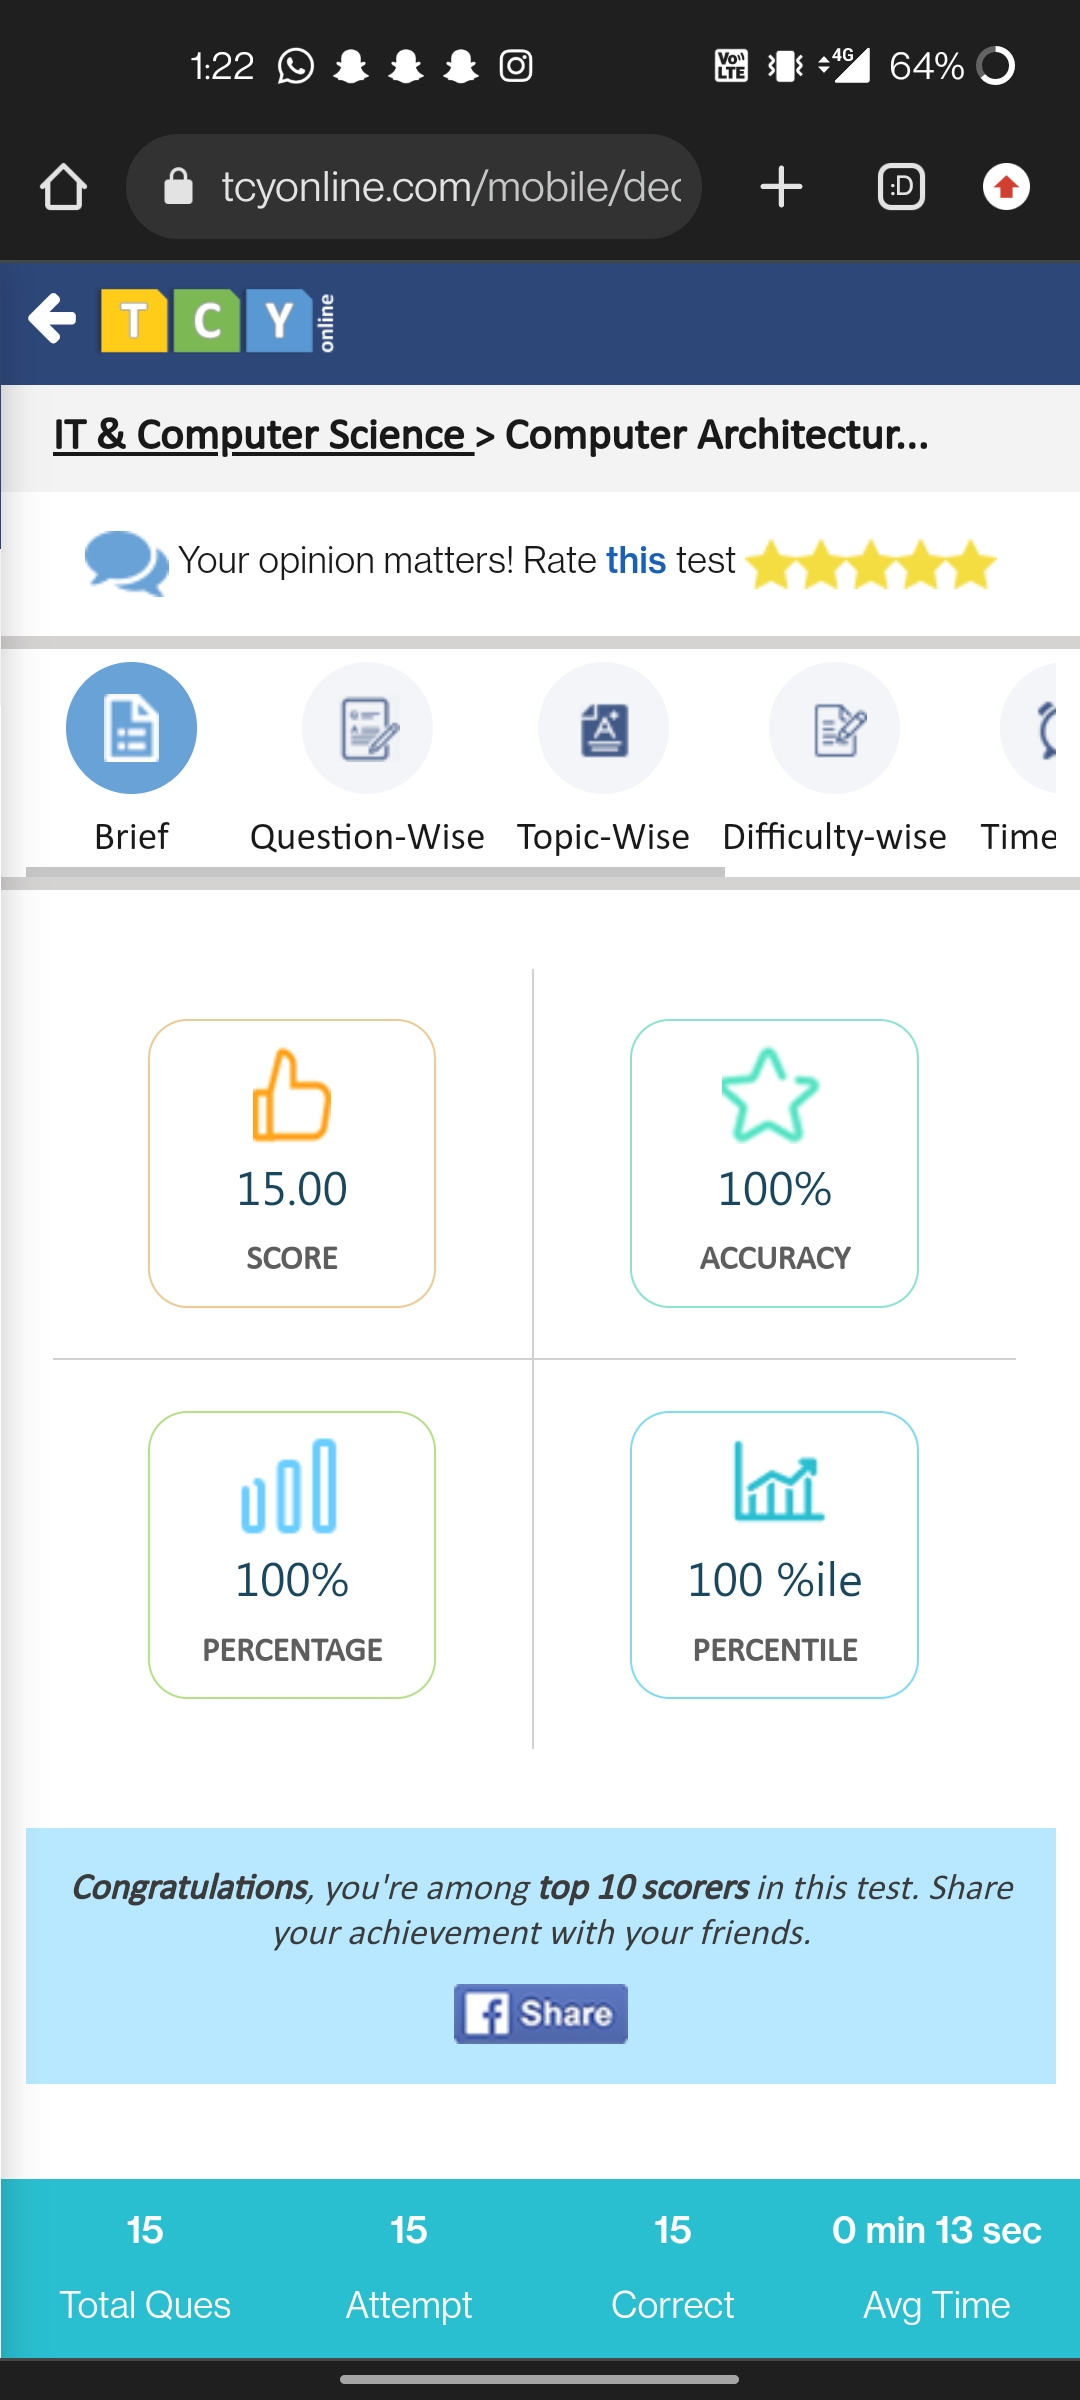 1:22 Vo)) LTE 4G 64%
tcyonline.com/mobile/dec :D
T C Y online
IT & Computer Science > Computer Architectur...
Your opinion matters! Rate this test
Brief Question-Wise Topic-Wise Difficulty-wise Time
15.00 100%
SCORE ACCURACY
100% 100 %ile
PERCENTAGE PERCENTILE
Congratulations, you're among top 10 scorers in this test. Share
your achievement with your friends.
f Share
15 15 15 0 min 13 sec
Total Ques Attempt Correct Avg Time